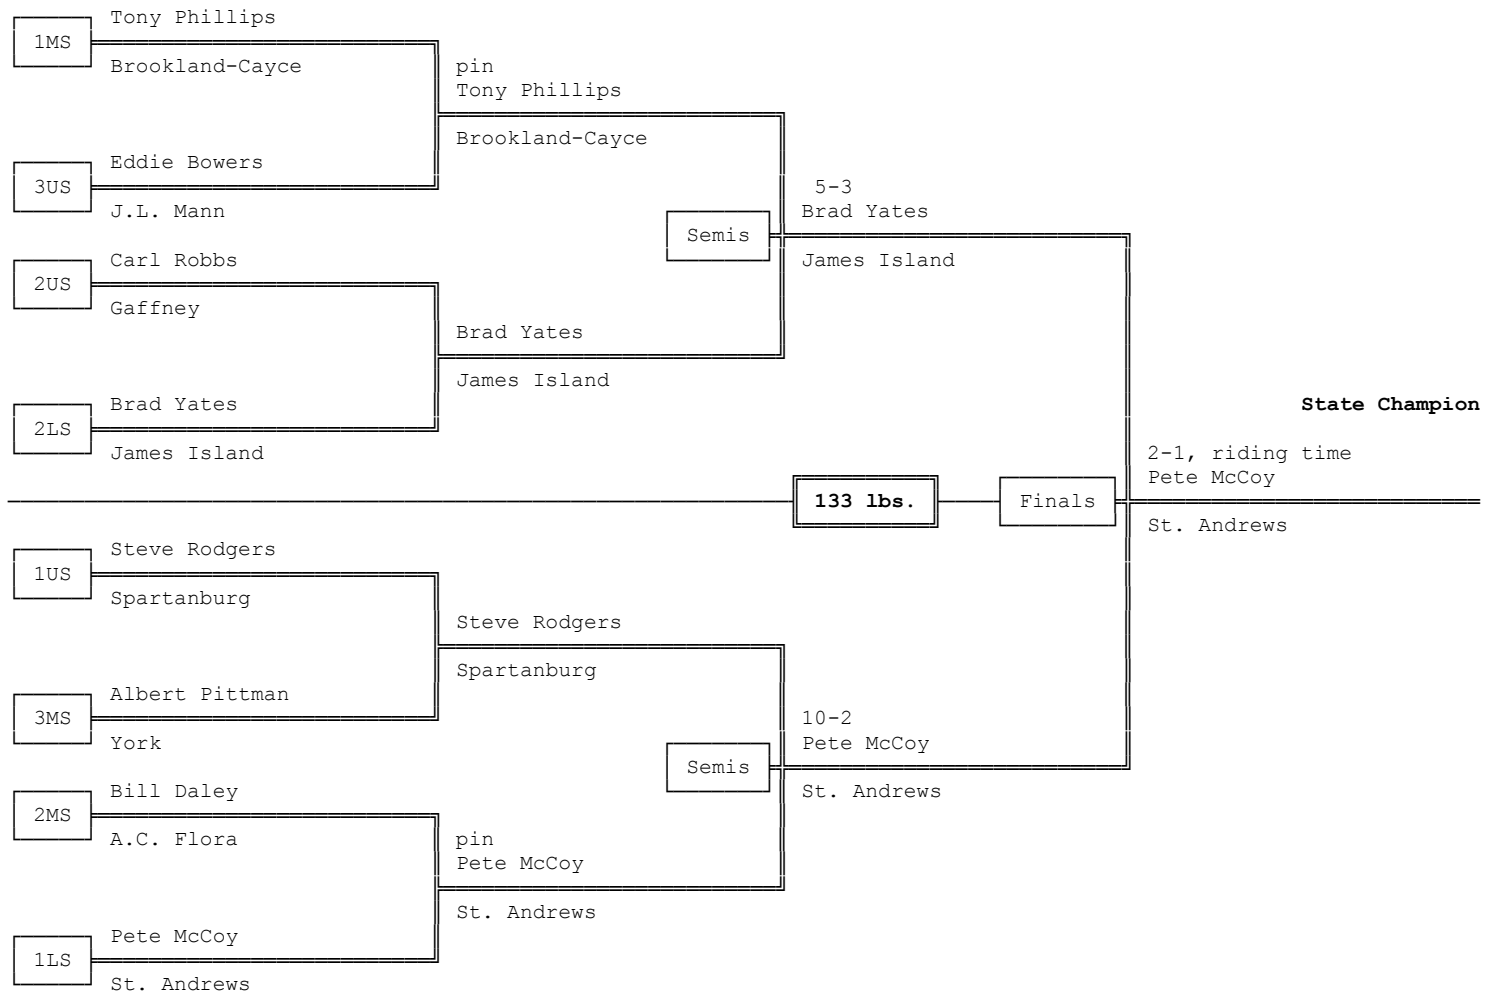 Tony Phillips
1MS
Brookland-Cayce
pin
Tony Phillips
Brookland-Cayce
Eddie Bowers
3US
J.L. Mann
5-3
Brad Yates
Semis
James Island
Carl Robbs
2US
Gaffney
Brad Yates
James Island
Brad Yates
2LS
James Island
State Champion
2-1, riding time
Pete McCoy
133 lbs.
Finals
St. Andrews
Steve Rodgers
1US
Spartanburg
Steve Rodgers
Spartanburg
Albert Pittman
3MS
York
10-2
Pete McCoy
Semis
St. Andrews
Bill Daley
2MS
A.C. Flora
pin
Pete McCoy
St. Andrews
Pete McCoy
1LS
St. Andrews